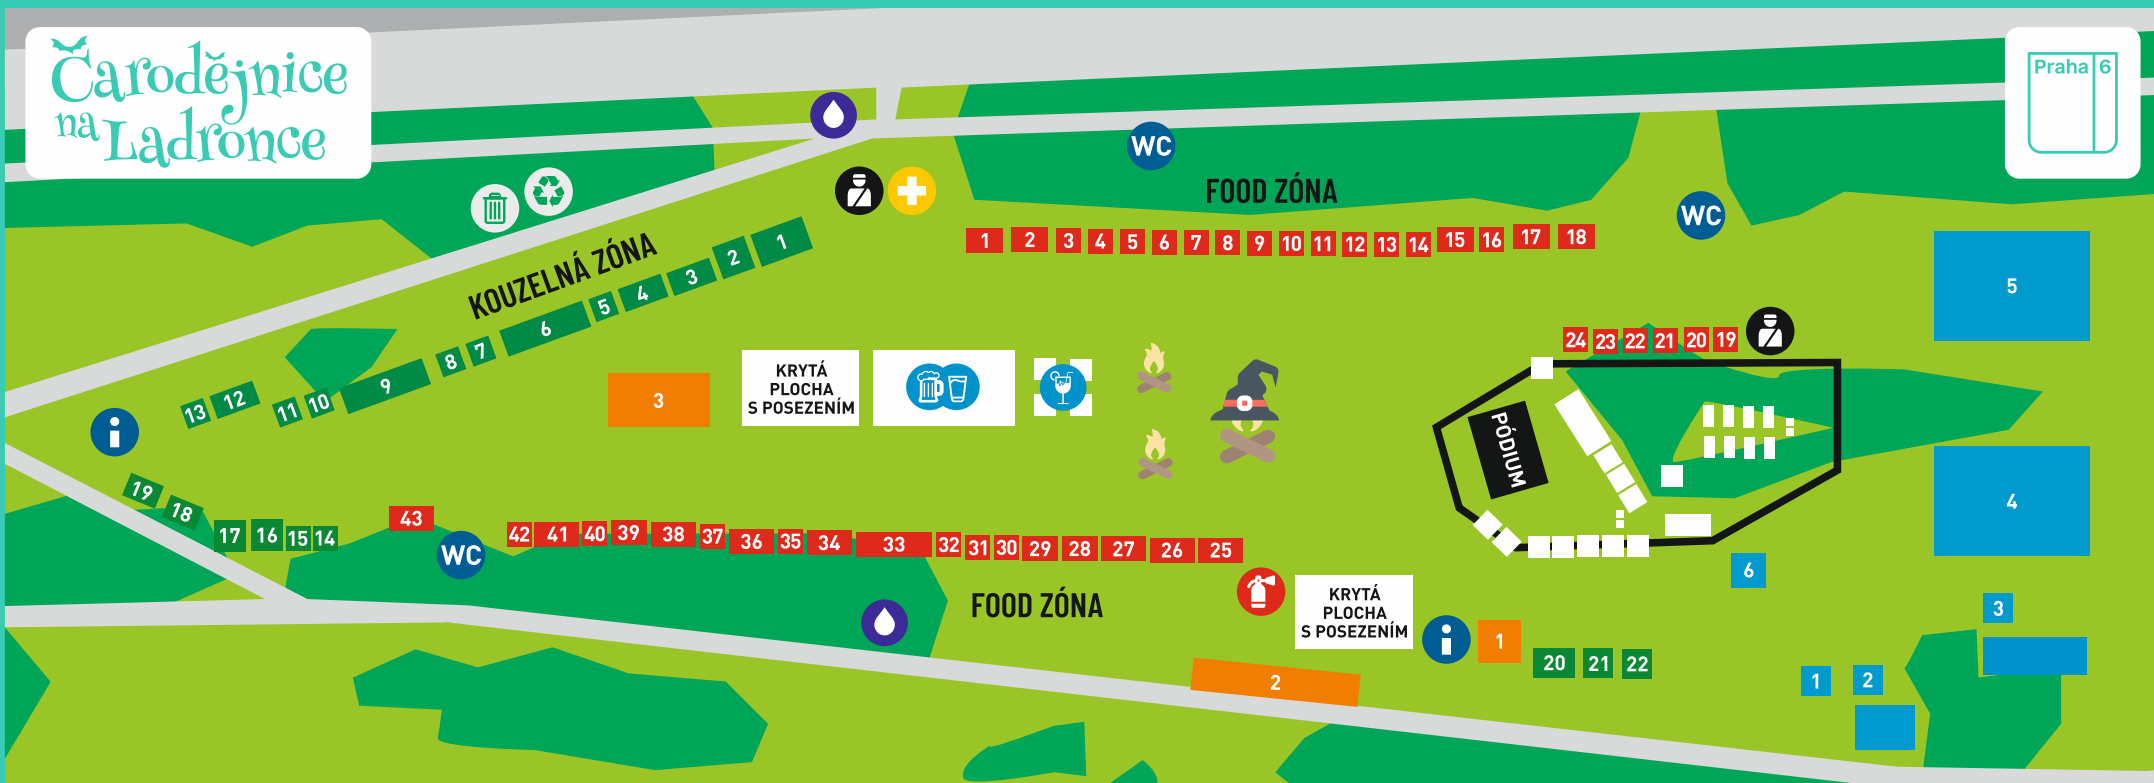 Čarodějnice
na Ladronce
Praha 6
WC
FOOD ZÓNA
WC
KOUZELNÁ ZÓNA
1
2
3
4
5
6
7
8
9
10
11
12
13
1 2 3 4 5 6 7 8 9 10 11 12 13 14 15 16 17 18
5
24 23 22 21 20 19
3
KRYTÁ
PLOCHA
S POSEZENÍM
PÓDIUM
4
i
19
18
17 16 15 14
43
WC
42 41 40 39 38 37 36 35 34 33 32 31 30 29 28 27 26 25
FOOD ZÓNA
KRYTÁ
PLOCHA
S POSEZENÍM
i
1
20 21 22
2
6
3
1 2